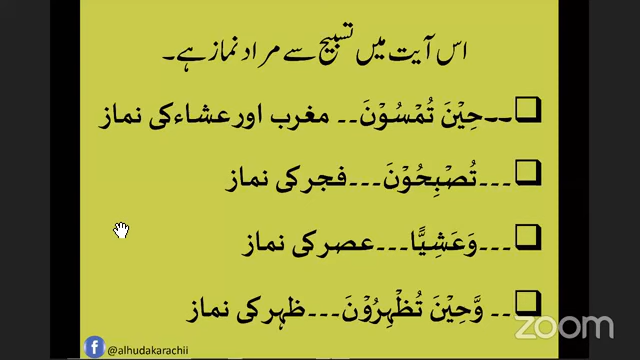 اس آیت میں تسبیح سے مراد نماز ہے۔
--حِیْنَ تُمْسُوْنَ۔۔ مغرب اور عشاء کی نماز
۔۔۔تُصْبِحُوْنَ۔۔۔فجر کی نماز
۔۔۔وَعَشِیًّا۔۔۔عصر کی نماز
۔۔ وَّحِیْنَ تُظْہِرُوْنَ۔۔۔ظہر کی نماز
@alhudakarachii
zoom